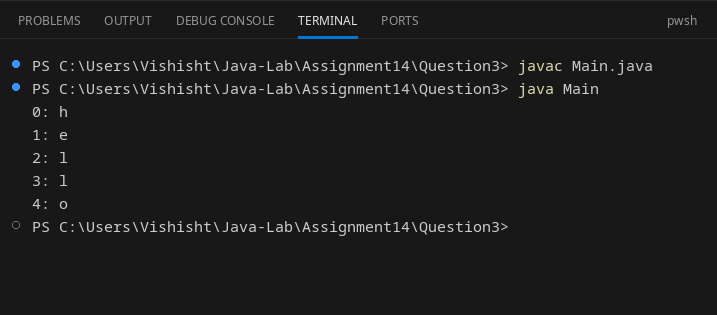 PROBLEMS OUTPUT DEBUG CONSOLE TERMINAL PORTS pwsh
PS C:\Users\Vishisht\Java-Lab\Assignment14\Question3> javac Main.java
PS C:\Users\Vishisht\Java-Lab\Assignment14\Question3> java Main
0: h
1: e
2: l
3: l
4: o
PS C:\Users\Vishisht\Java-Lab\Assignment14\Question3>